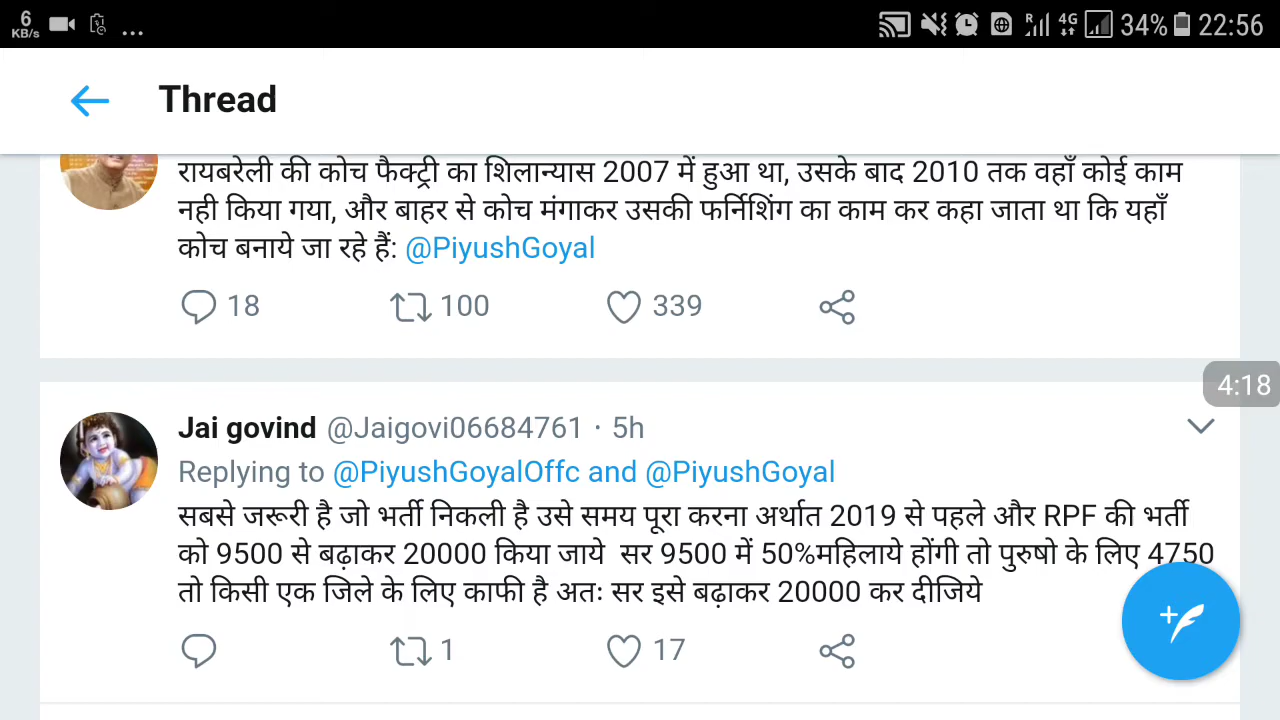 6
KB/s
...
R
4G
34%
22:56
Thread
रायबरेली की कोच फैक्ट्री का शिलान्यास 2007 में हुआ था, उसके बाद 2010 तक वहाँ कोई काम
नही किया गया, और बाहर से कोच मंगाकर उसकी फर्निशिंग का काम कर कहा जाता था कि यहाँ
कोच बनाये जा रहे हैं: @PiyushGoyal
18
100
339
4:18
Jai govind @Jaigovi06684761 · 5h
Replying to @PiyushGoyalOffc and @PiyushGoyal
सबसे जरूरी है जो भर्ती निकली है उसे समय पूरा करना अर्थात 2019 से पहले और RPF की भर्ती
को 9500 से बढ़ाकर 20000 किया जाये सर 9500 में 50%महिलाये होंगी तो पुरुषो के लिए 4750
तो किसी एक जिले के लिए काफी है अतः सर इसे बढ़ाकर 20000 कर दीजिये
1
17